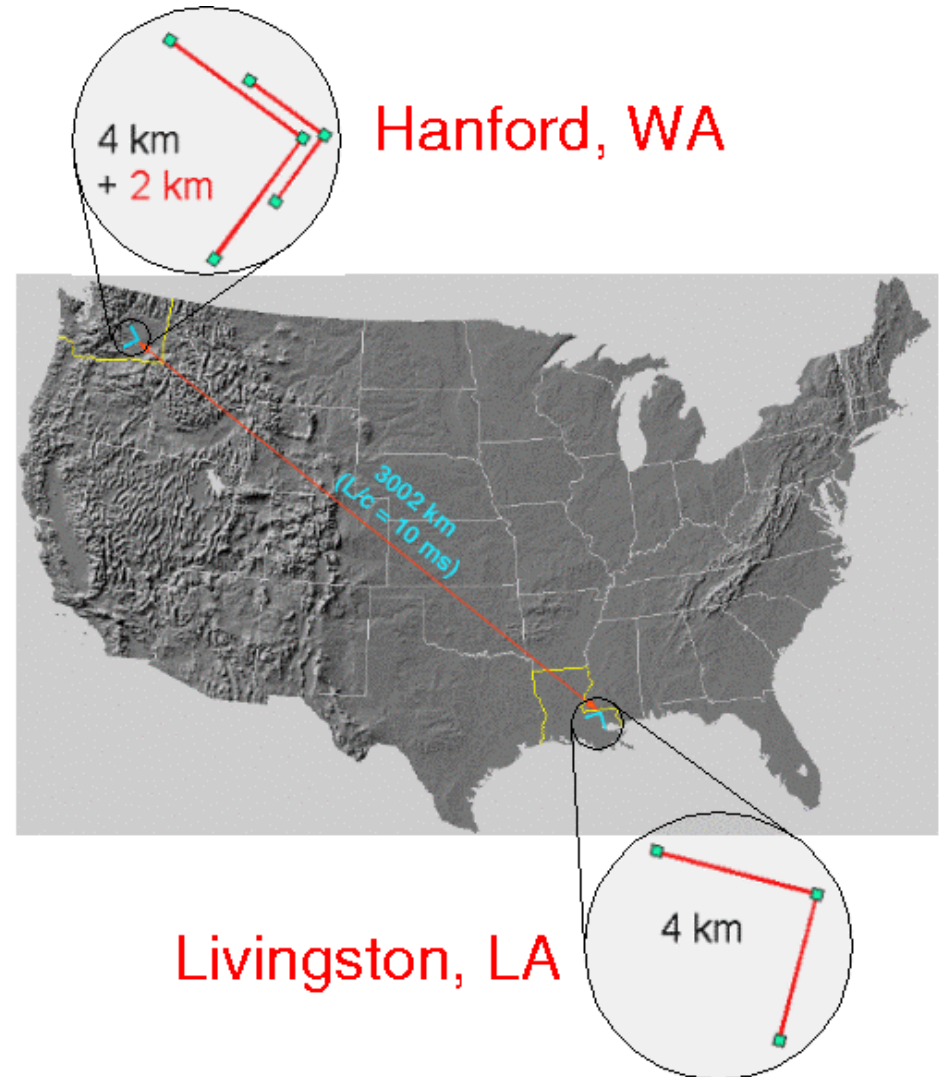 Hanford, WA
4 km
+ 2 km
3002 km
(L/c = 10 ms)
4 km
Livingston, LA